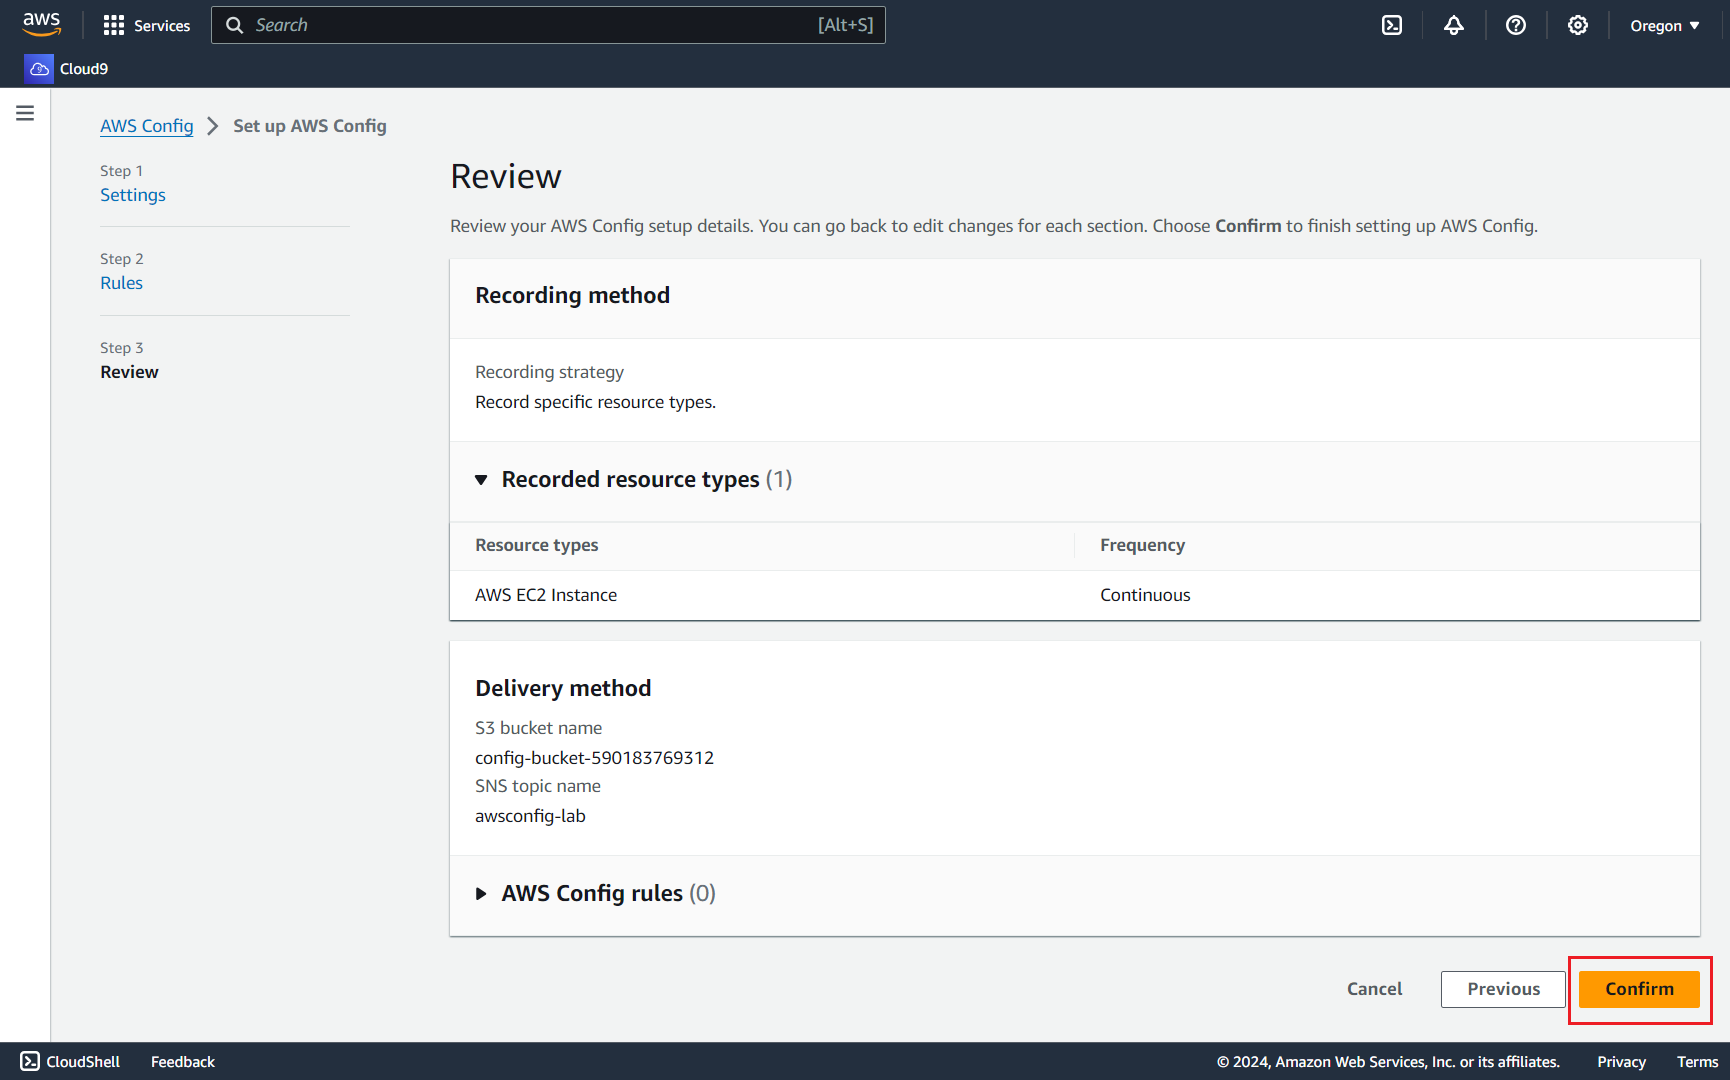 aws
Services
Search
[Alt+S]
Oregon
Cloud9
AWS Config
Set up AWS Config
Step 1
Settings
Step 2
Rules
Step 3
Review
Review
Review your AWS Config setup details. You can go back to edit changes for each section. Choose Confirm to finish setting up AWS Config.
Recording method
Recording strategy
Record specific resource types.
Recorded resource types (1)
Resource types
Frequency
AWS EC2 Instance
Continuous
Delivery method
S3 bucket name
config-bucket-590183769312
SNS topic name
awsconfig-lab
AWS Config rules (0)
Cancel
Previous
Confirm
CloudShell
Feedback
© 2024, Amazon Web Services, Inc. or its affiliates.
Privacy
Terms